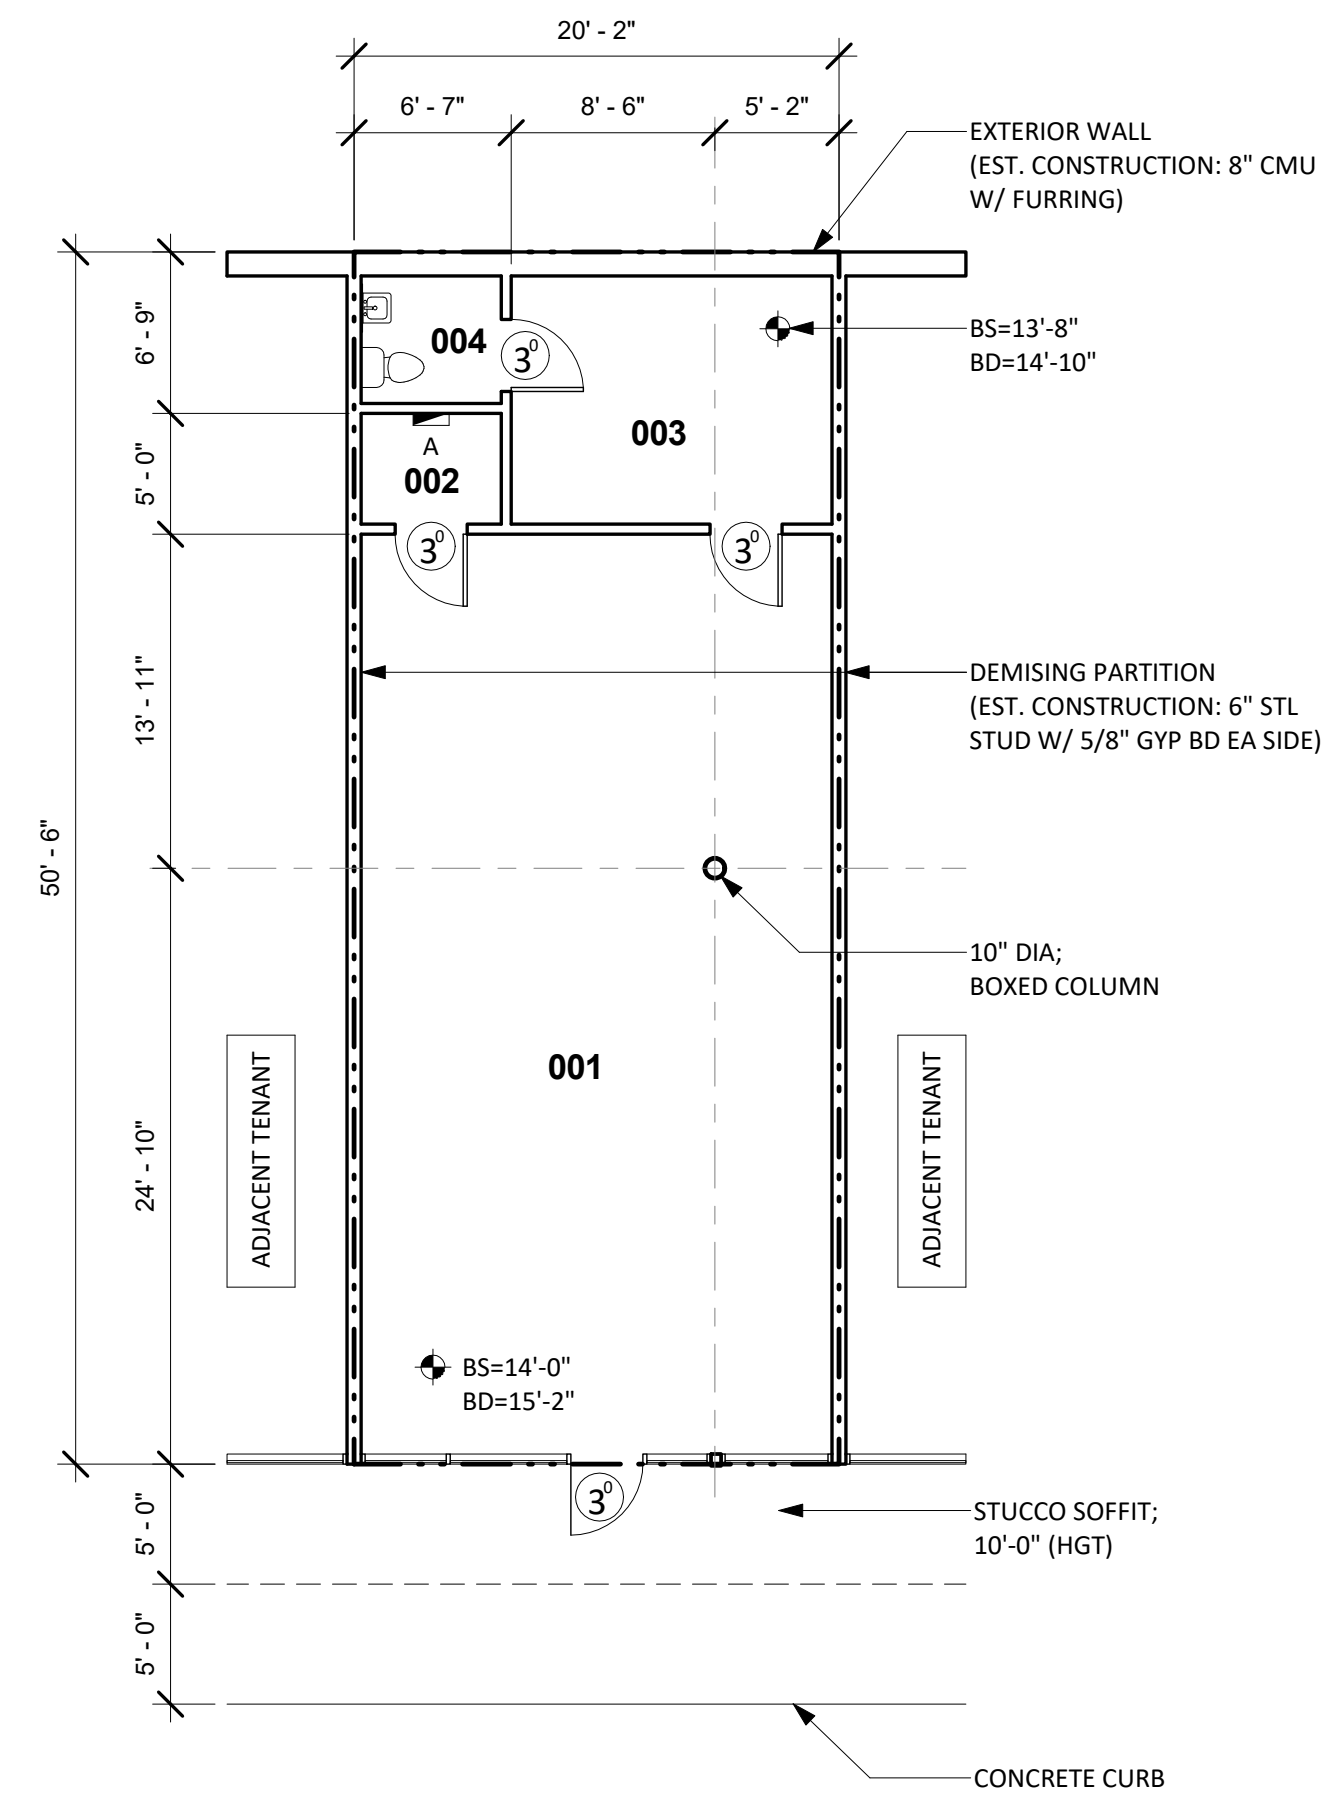 20' - 2"
6' - 7"
8' - 6"
5' - 2"
EXTERIOR WALL
(EST. CONSTRUCTION: 8" CMU
W/ FURRING)
6' - 9"
004
3⁰
BS=13'-8"
BD=14'-10"
003
A
002
5' - 0"
3⁰
3⁰
13' - 11"
DEMISING PARTITION
(EST. CONSTRUCTION: 6" STL
STUD W/ 5/8" GYP BD EA SIDE)
50' - 6"
10" DIA;
BOXED COLUMN
001
24' - 10"
ADJACENT TENANT
ADJACENT TENANT
BS=14'-0"
BD=15'-2"
3⁰
5' - 0"
STUCCO SOFFIT;
10'-0" (HGT)
5' - 0"
CONCRETE CURB